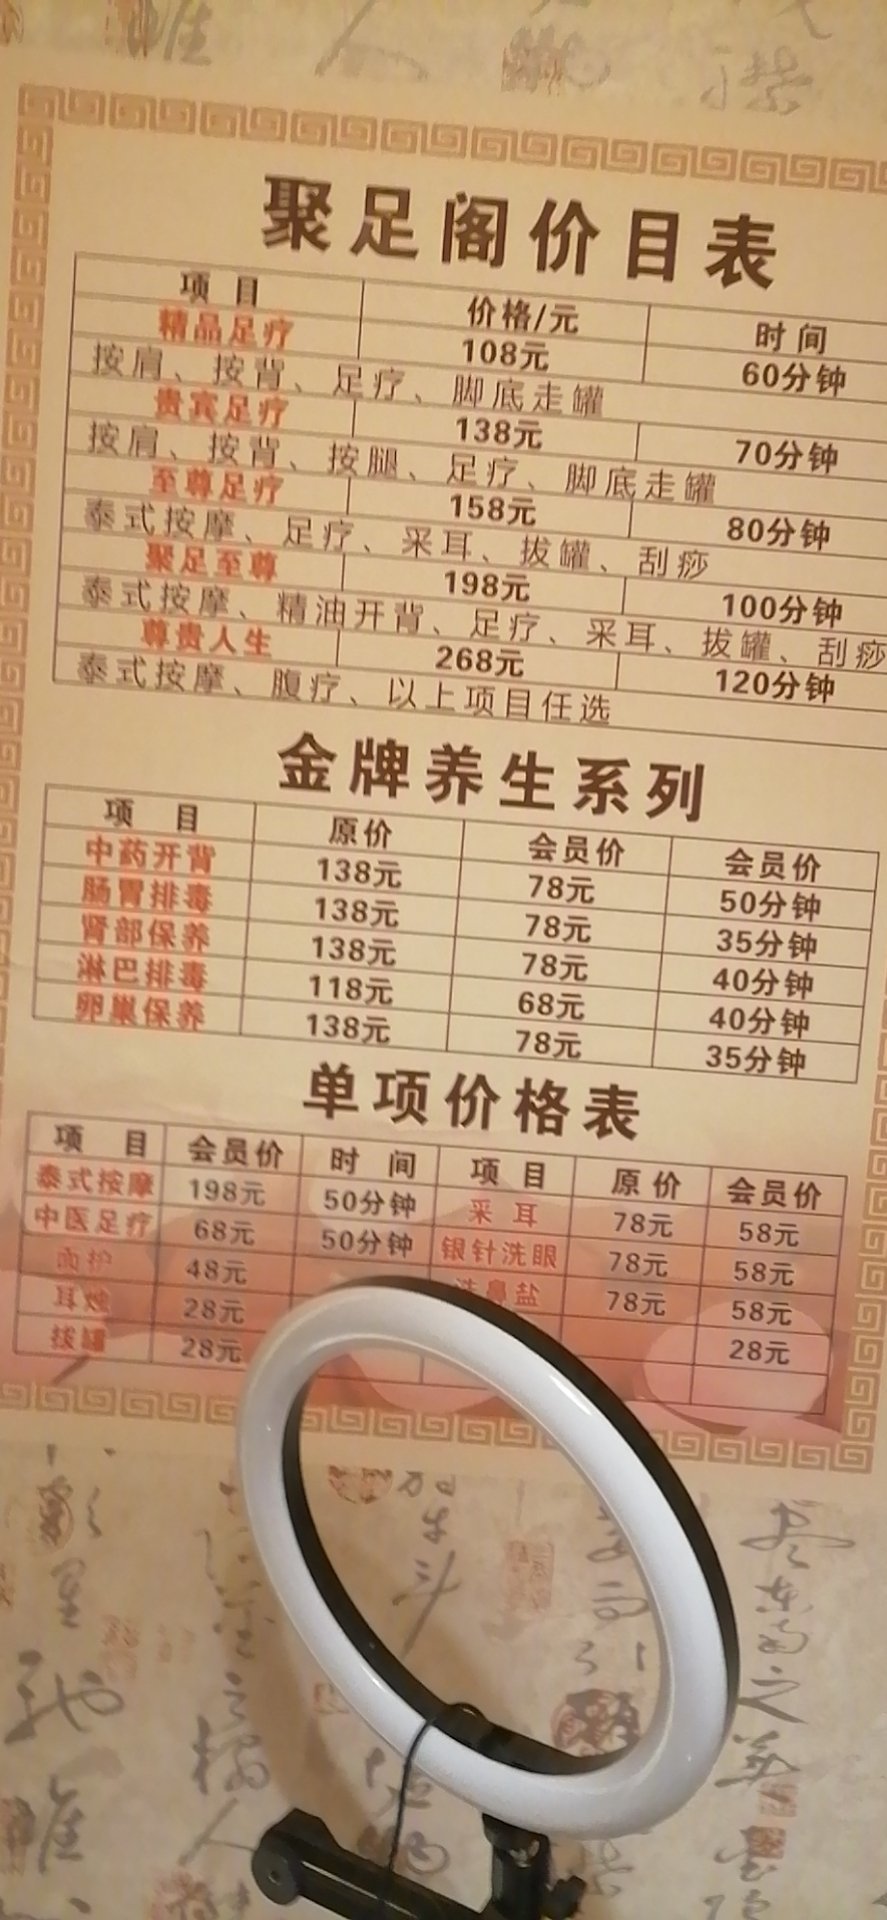 聚足阁价目表
项目 价格/元 时间
精品足疗 108元 60分钟
按肩、按背、足疗、脚底走罐
贵宾足疗 138元 70分钟
按肩、按背、按腿、足疗、脚底走罐
至尊足疗 158元 80分钟
泰式按摩、足疗、采耳、拔罐、刮痧
聚足至尊 198元 100分钟
泰式按摩、精油开背、足疗、采耳、拔罐、刮痧
尊贵人生 268元 120分钟
泰式按摩、腹疗、以上项目任选
金牌养生系列
项目 原价 会员价 会员价
中药开背 138元 78元 50分钟
肠胃排毒 138元 78元 35分钟
肾部保养 138元 78元 40分钟
淋巴排毒 118元 68元 40分钟
卵巢保养 138元 78元 35分钟
单项价格表
项目 会员价 时间 项目 原价 会员价
泰式按摩 198元 50分钟 采耳 78元 58元
中医足疗 68元 50分钟 银针洗眼 78元 58元
面护 48元 洗鼻盐 78元 58元
耳烛 28元 28元
拔罐 28元